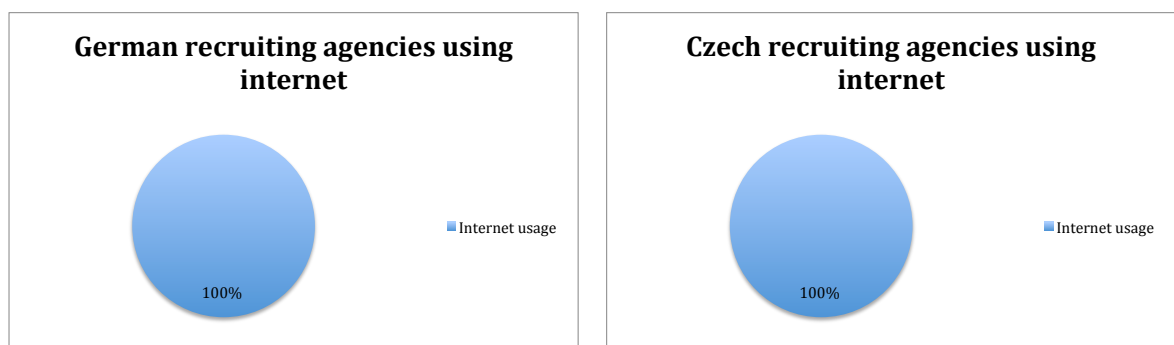 German recruiting agencies using
internet
100%
Internet usage
Czech recruiting agencies using
internet
100%
Internet usage